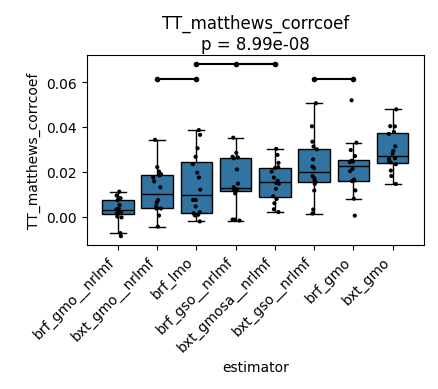 TT_matthews_corrcoef
p = 8.99e-08
TT_matthews_corrcoef
0.06
0.04
0.02
0.00
brf_gmo__nrlmf
bxt_gmo__nrlmf
brf_lmo
brf_gso__nrlmf
bxt_gmosa__nrlmf
bxt_gso__nrlmf
brf_gmo
bxt_gmo
estimator